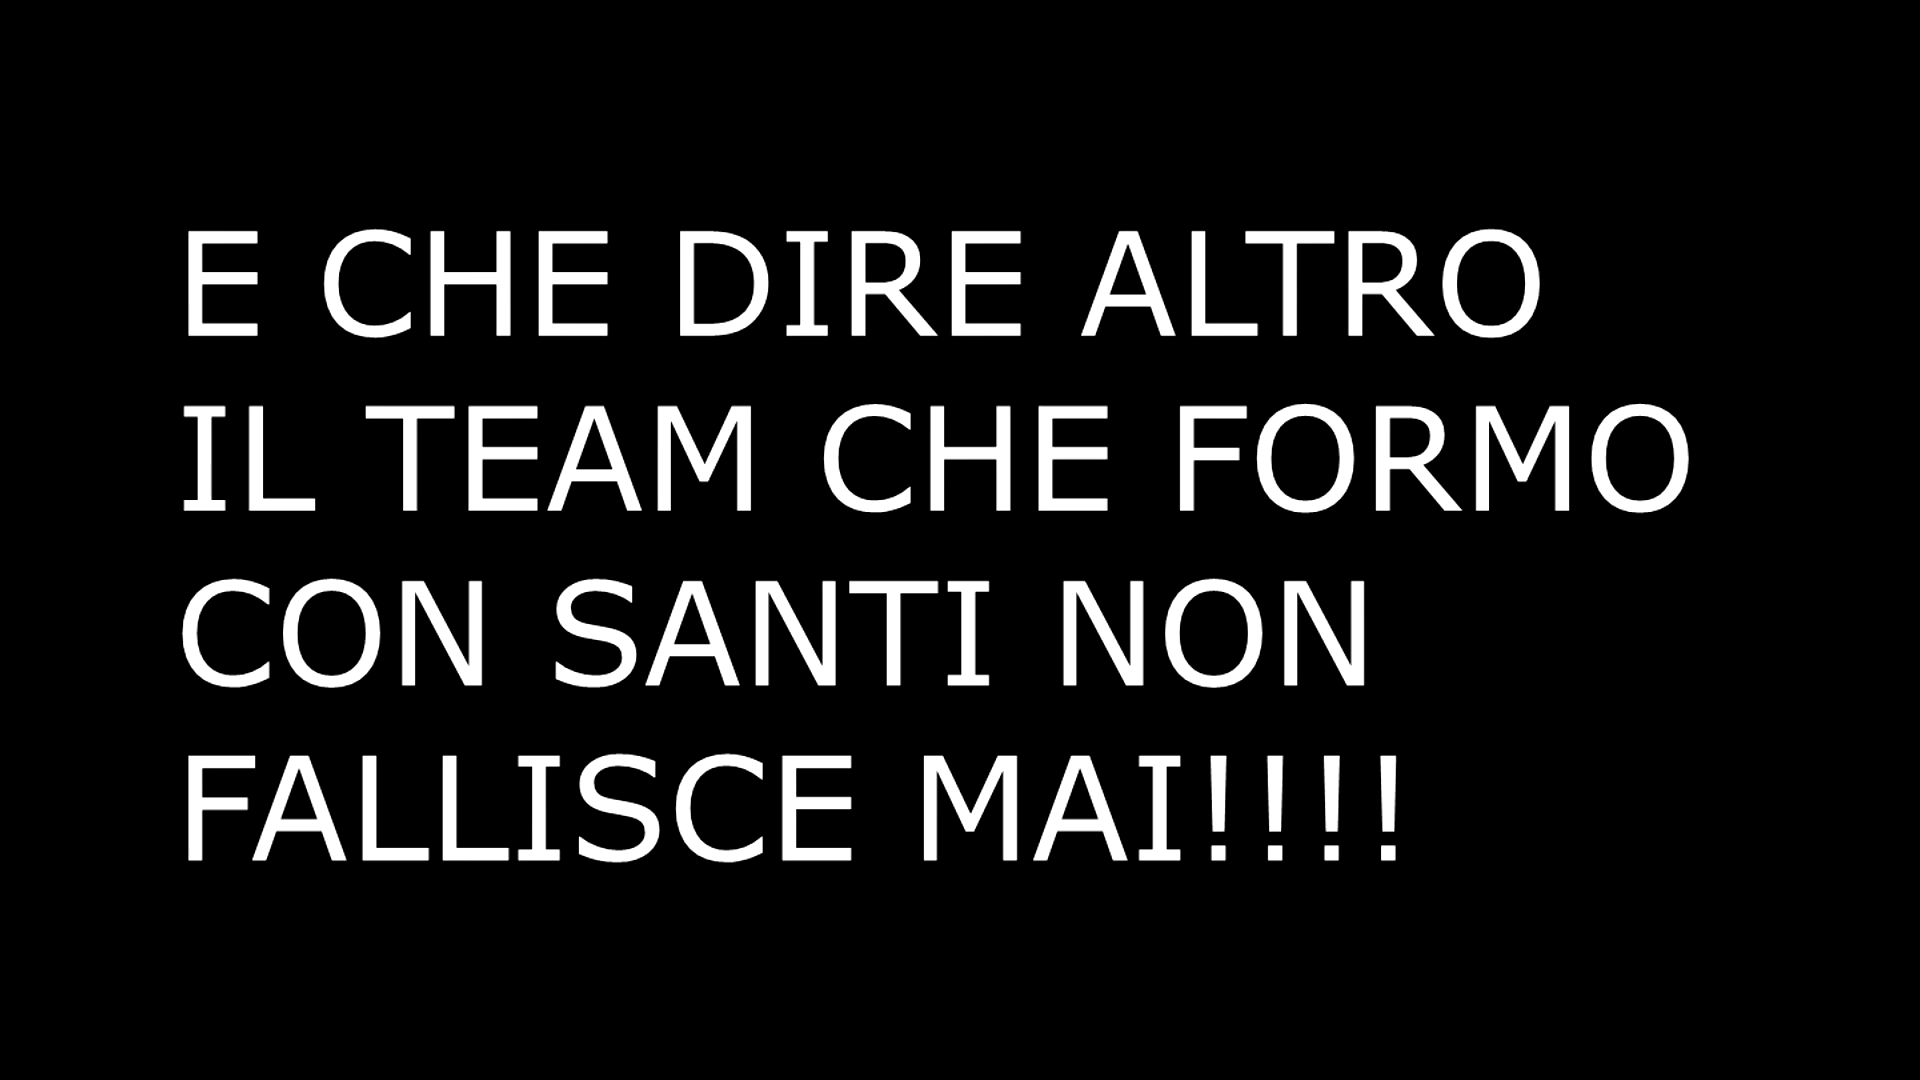 E CHE DIRE ALTRO
IL TEAM CHE FORMO
CON SANTI NON
FALLISCE MAI!!!!